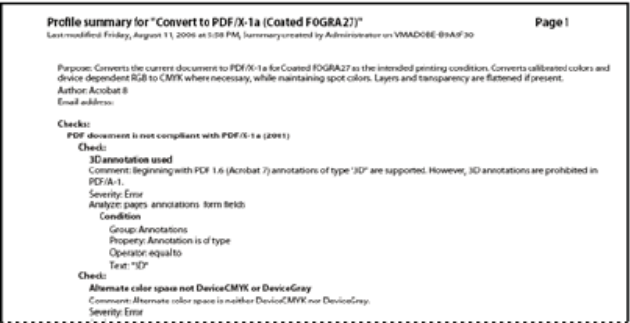 Profile summary for "Convert to PDF/X-1a (Coated FOGRA27)"
Page 1
Last modified: Friday, August 11, 2006 at 5:58 PM, Summary created by Administrator on
Purpose: Converts the current document to PDF/X-1a for Coated FOGRA27 as the intended printing condition. Converts calibrated colors and
device dependent RGB to CMYK where necessary, while maintaining spot colors. Layers and transparency are flattened if present.
Author: Acrobat 8
Email address:
Checks:
PDF document is not compliant with PDF/X-1a (2001)
Check:
3D annotation used
Comment: Beginning with PDF 1.6 (Acrobat 7) annotations of type "3D" are supported. However, 3D annotations are prohibited in
PDF/A-1.
Severity: Error
Analyze: pages annotations form fields
Condition
Group: Annotations
Property: Annotation is of type
Operator: equal to
Text: "3D"
Check:
Alternate color space not DeviceCMYK or DeviceGray
Comment: Alternate color space is neither DeviceCMYK nor DeviceGray.
Severity: Error